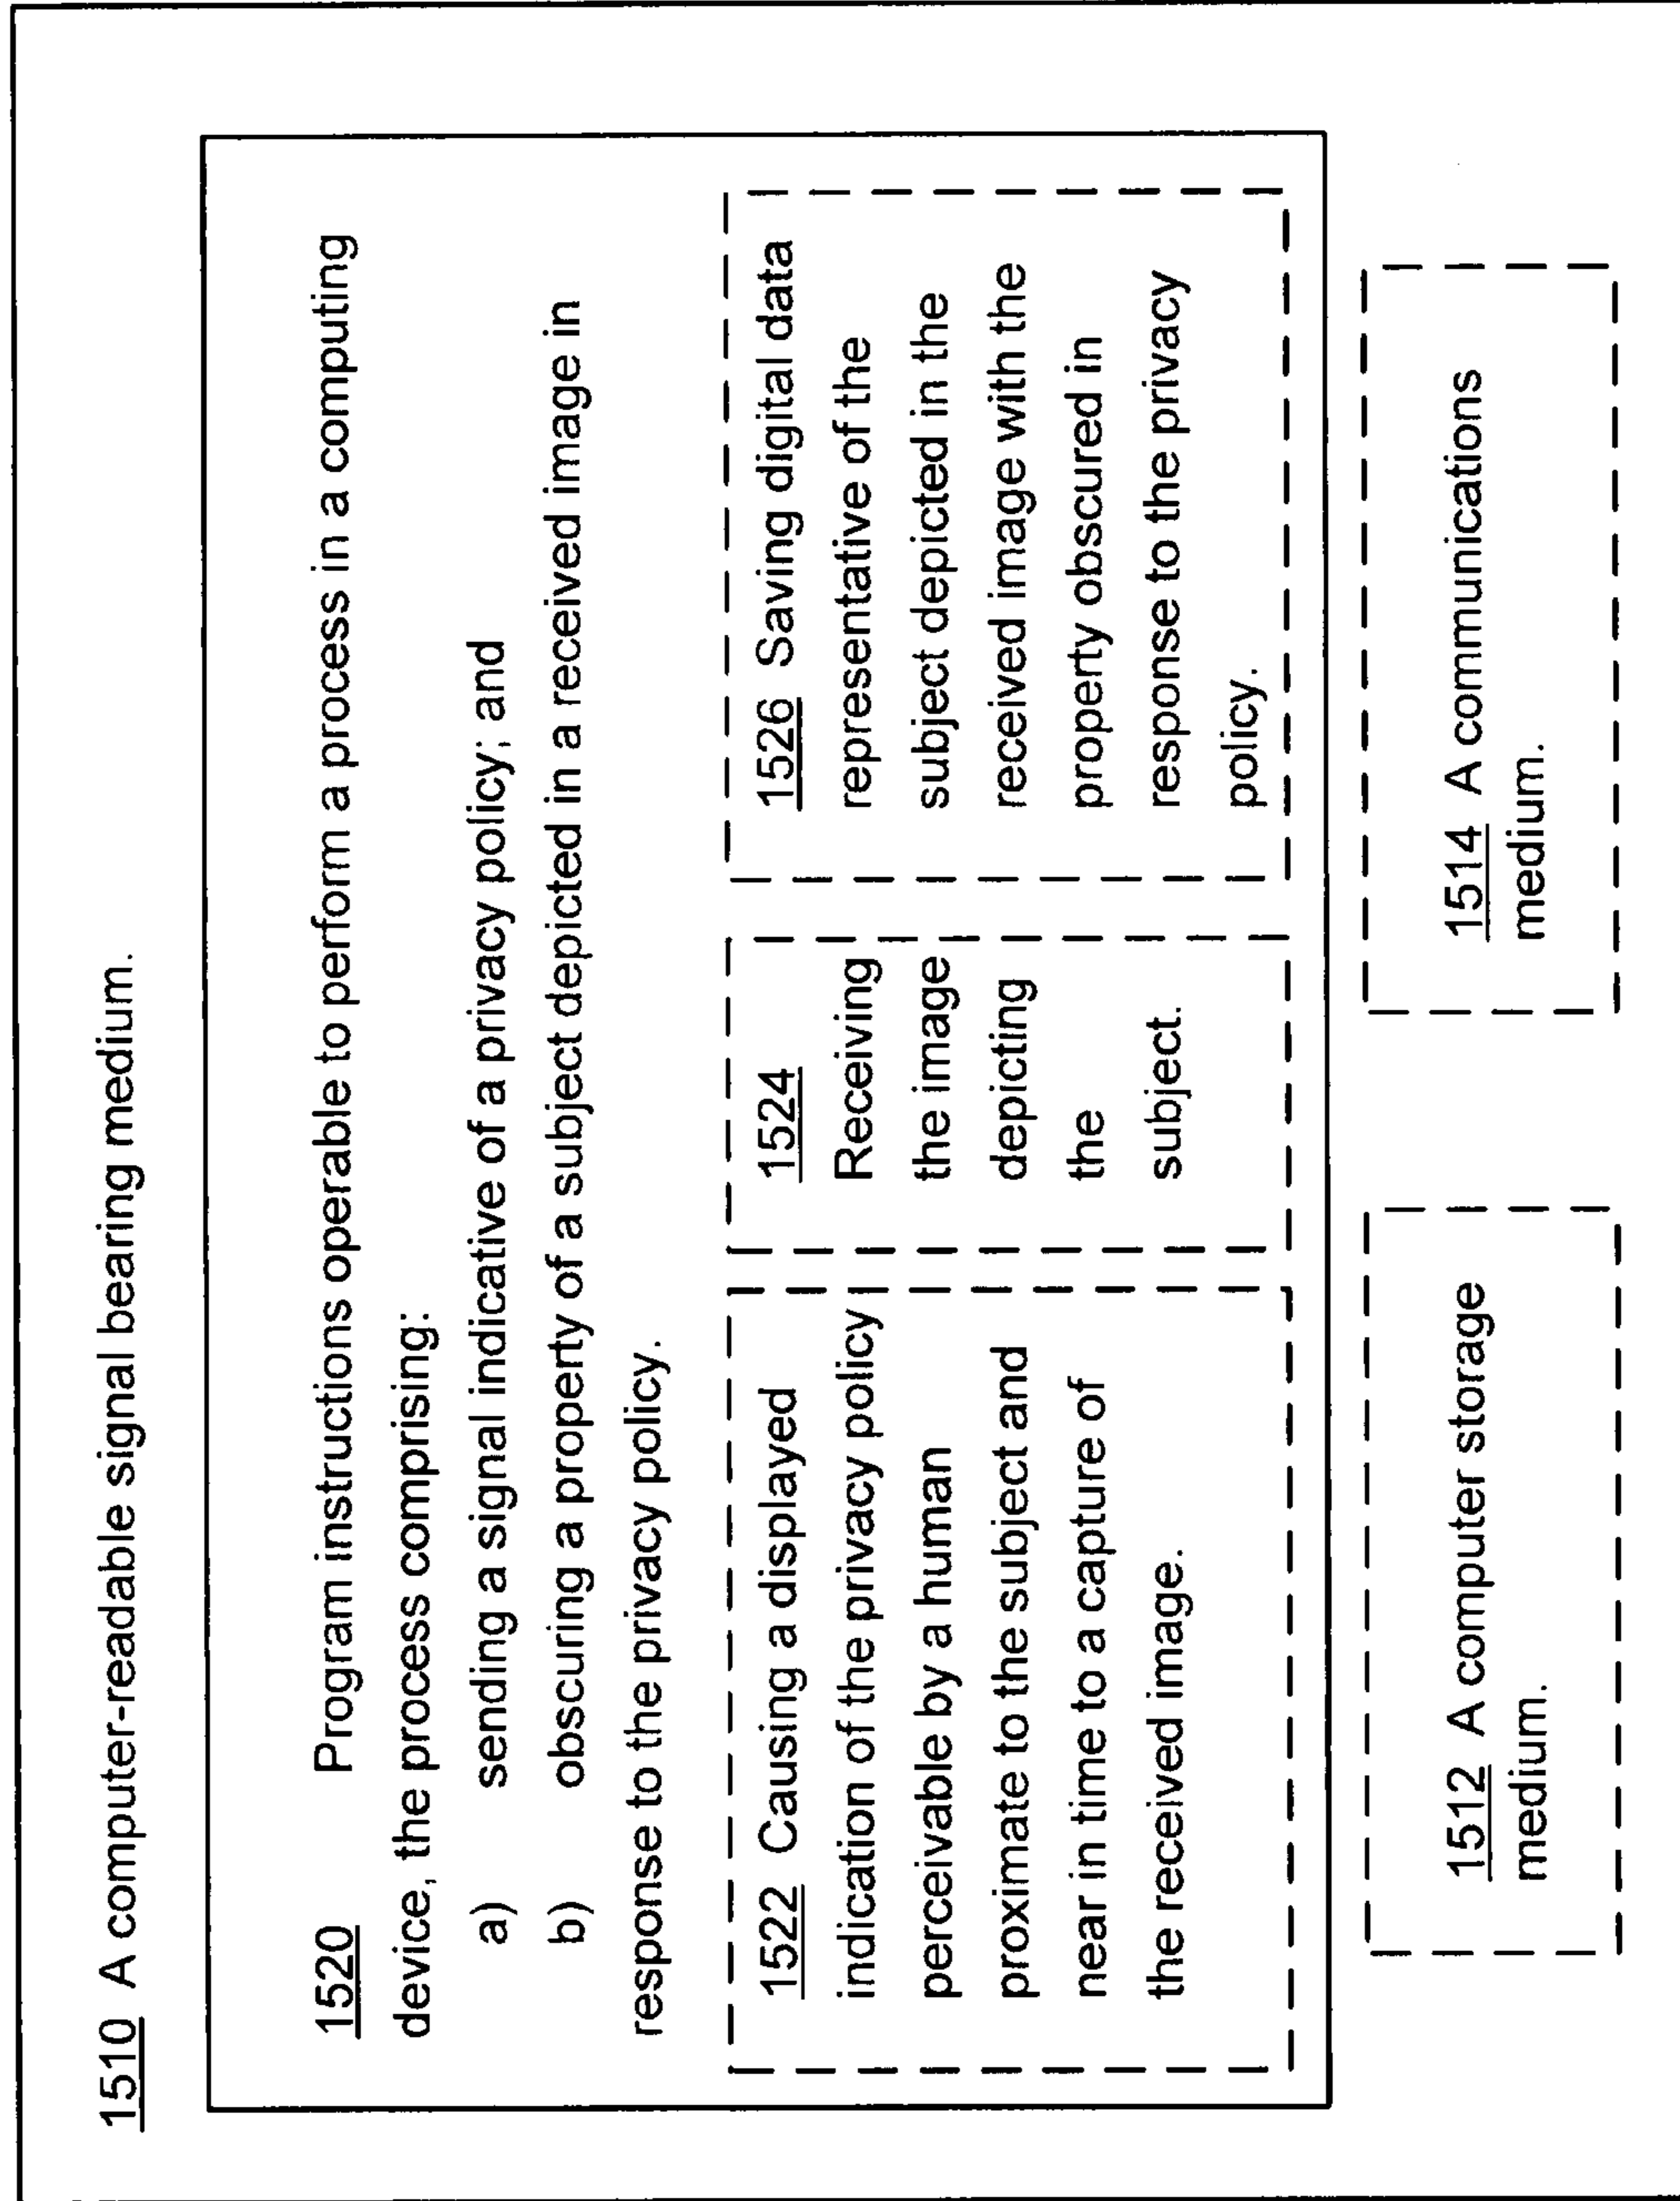 1510 A computer-readable signal bearing medium.
1520 Program instructions operable to perform a process in a computing
device, the process comprising:
a) sending a signal indicative of a privacy policy; and
b) obscuring a property of a subject depicted in a received image in
response to the privacy policy.
1522 Causing a displayed
indication of the privacy policy
perceivable by a human
proximate to the subject and
near in time to a capture of
the received image.
1524
Receiving
the image
depicting
the
subject.
1526 Saving digital data
representative of the
subject depicted in the
received image with the
property obscured in
response to the privacy
policy.
1512 A computer storage
medium.
1514 A communications
medium.